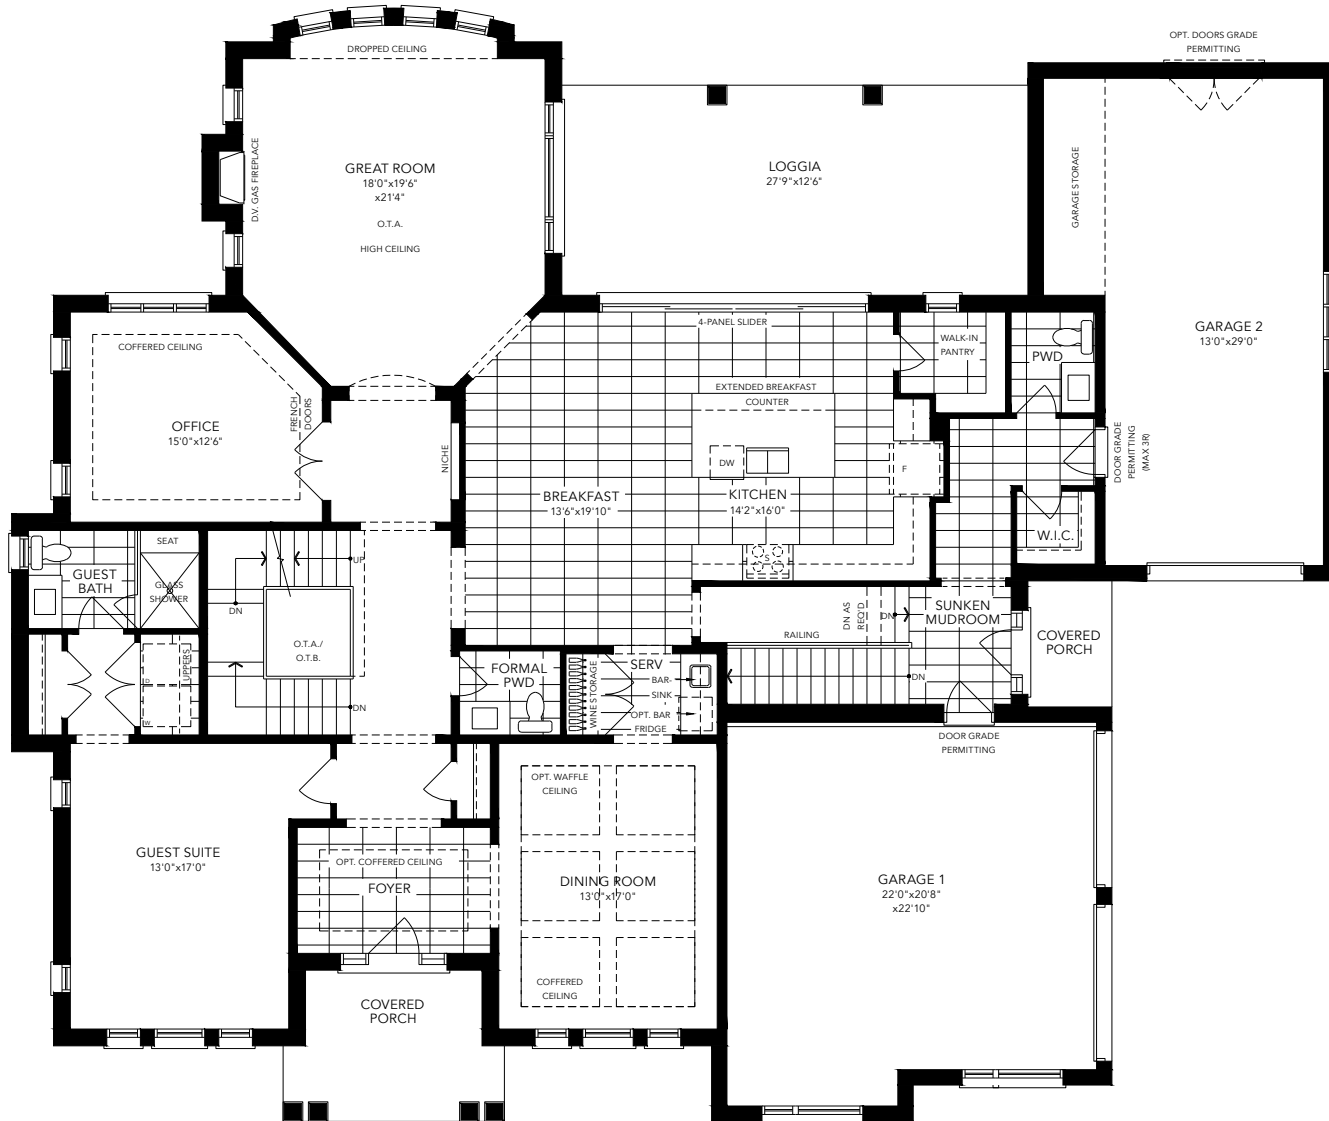 OPT. DOORS GRADE
PERMITTING
DROPPED CEILING
D.V. GAS FIREPLACE
GREAT ROOM
18'0"x19'6"
x21'4"
O.T.A.
HIGH CEILING
LOGGIA
27'9"x12'6"
GARAGE STORAGE
GARAGE 2
13'0"x29'0"
COFFERED CEILING
FRENCH
DOORS
OFFICE
15'0"x12'6"
NICHE
4-PANEL SLIDER
WALK-IN
PANTRY
PWD
EXTENDED BREAKFAST
COUNTER
DW
F
BREAKFAST
13'6"x19'10"
KITCHEN
14'2"x16'0"
S
DOOR GRADE
PERMITTING
(MAX 3R)
W.I.C.
SEAT
GUEST
BATH
GLASS
SHOWER
UP
DN
O.T.A./
O.T.B.
DN
UPPERS
D
W
FORMAL
PWD
WINE STORAGE
SERV
BAR-
SINK
OPT. BAR
FRIDGE
RAILING
DN AS
REQ'D
DN
DN
SUNKEN
MUDROOM
COVERED
PORCH
DOOR GRADE
PERMITTING
GUEST SUITE
13'0"x17'0"
OPT. COFFERED CEILING
FOYER
OPT. WAFFLE
CEILING
DINING ROOM
13'0"x17'0"
COFFERED
CEILING
GARAGE 1
22'0"x20'8"
x22'10"
COVERED
PORCH